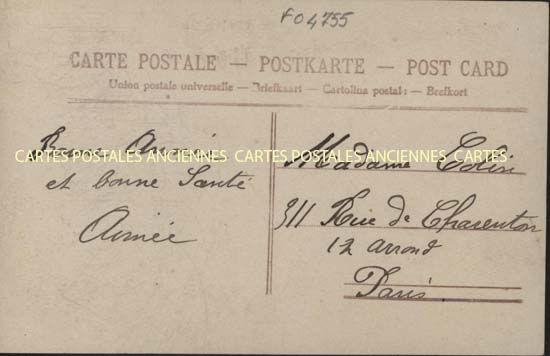 F04755
CARTE POSTALE — POSTKARTE — POST CARD
Union postale universelle — Briefkaart — Cartolina postale — Brefkort
Bonne Année
et bonne Santé
Aimée
CARTES POSTALES ANCIENNES CARTES POSTALES ANCIENNES CARTES
Madame Colin
311 Rue de Charenton
12 arrond
Paris